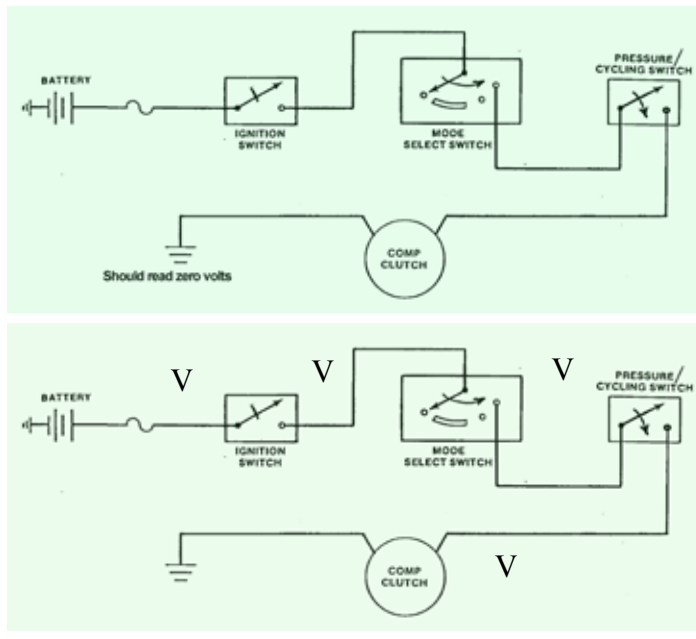 PRESSURE/
CYCLING SWITCH
BATTERY
IGNITION
SWITCH
MODE
SELECT SWITCH
COMP
CLUTCH
Should read zero volts
V
V
V
PRESSURE/
CYCLING SWITCH
BATTERY
IGNITION
SWITCH
MODE
SELECT SWITCH
COMP
CLUTCH
V